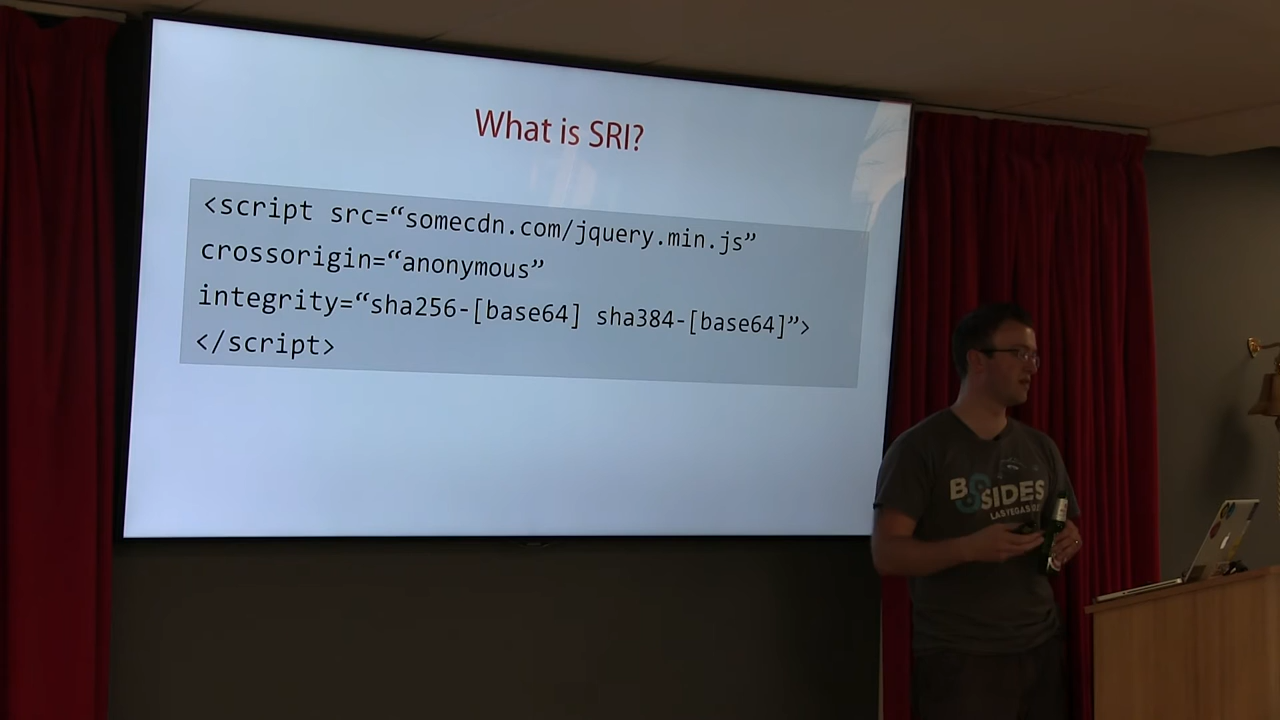 What is SRI?
<script src=“somecdn.com/jquery.min.js”
crossorigin=“anonymous”
integrity=“sha256-[base64] sha384-[base64]”>
</script>
BSIDES
LAS VEGAS